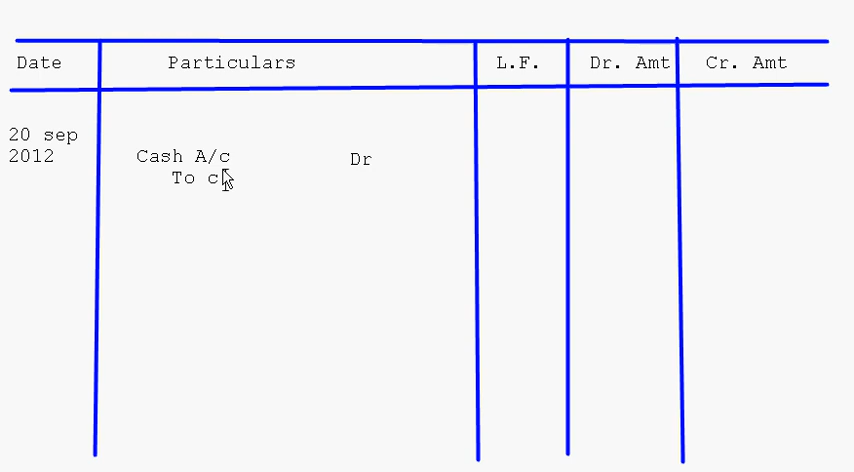 Date Particulars L.F. Dr. Amt Cr. Amt
20 sep
2012 Cash A/c Dr
To c